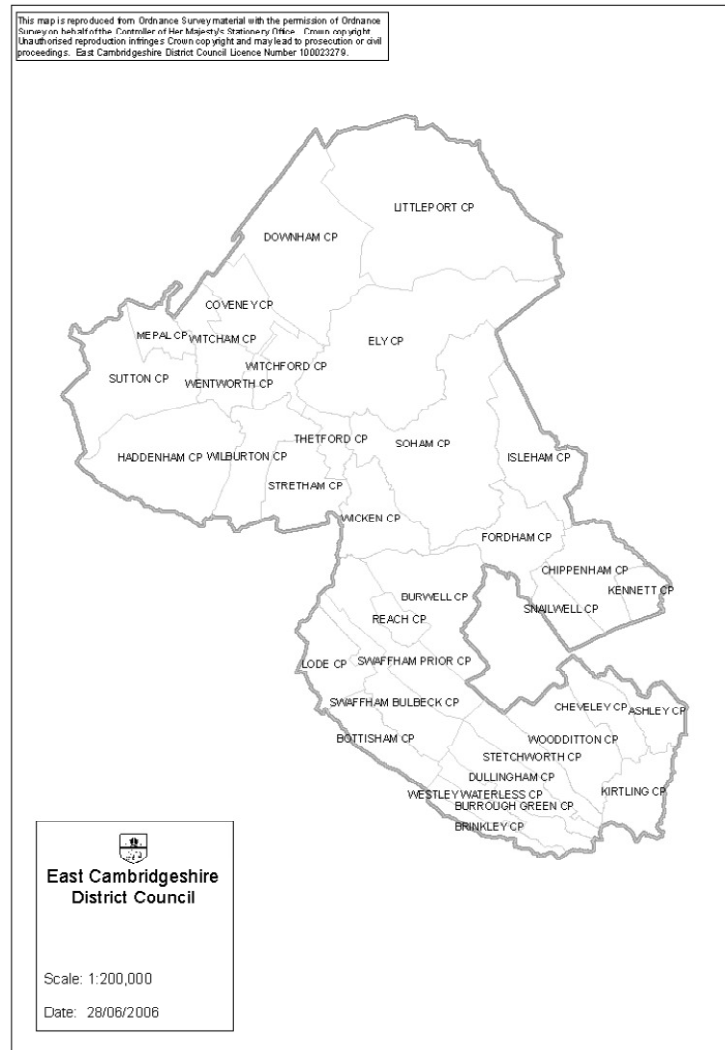 This map is reproduced from Ordnance Survey material with the permission of Ordnance
Survey on behalf of the Controller of Her Majesty's Stationery Office. Crown copyright.
Unauthorised reproduction infringes Crown copyright and may lead to prosecution or civil
proceedings. East Cambridgeshire District Council Licence Number 100023279.
LITTLEPORT CP
DOWNHAM CP
COVENEY CP
MEPAL CP
WITCHAM CP
ELY CP
WITCHFORD CP
SUTTON CP
WENTWORTH CP
THETFORD CP
SOHAM CP
HADDENHAM CP
WILBURTON CP
ISLEHAM CP
STRETHAM CP
WICKEN CP
FORDHAM CP
CHIPPENHAM CP
KENNETT CP
BURWELL CP
SNAILWELL CP
REACH CP
LODE CP
SWAFFHAM PRIOR CP
SWAFFHAM BULBECK CP
CHEVELEY CP
ASHLEY CP
BOTTISHAM CP
WOODDITTON CP
STETCHWORTH CP
DULLINGHAM CP
KIRTLING CP
WESTLEY WATERLESS CP
BURROUGH GREEN CP
BRINKLEY CP
East Cambridgeshire
District Council
Scale: 1:200,000
Date: 28/06/2006